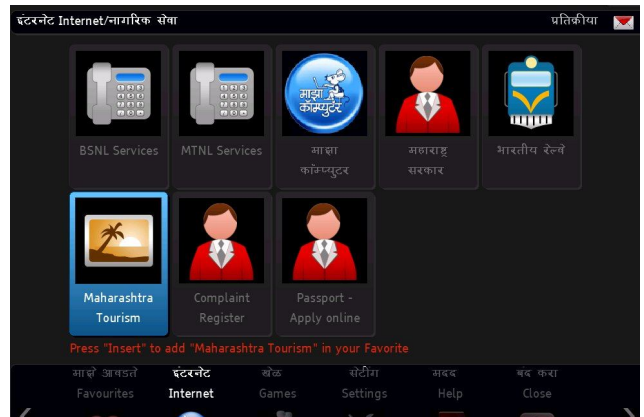 इंटरनेट Internet/नागरिक सेवा
प्रतिक्रीया
माझा
कॉम्प्युटर
BSNL Services
MTNL Services
माझा
कॉम्प्युटर
महाराष्ट्र
सरकार
भारतीय रेल्वे
Maharashtra
Tourism
Complaint
Register
Passport -
Apply online
Press "Insert" to add "Maharashtra Tourism" in your Favorite
माझे आवडते
इंटरनेट
खेळ
सेटींग
मदद
बंद करा
Favourites
Internet
Games
Settings
Help
Close